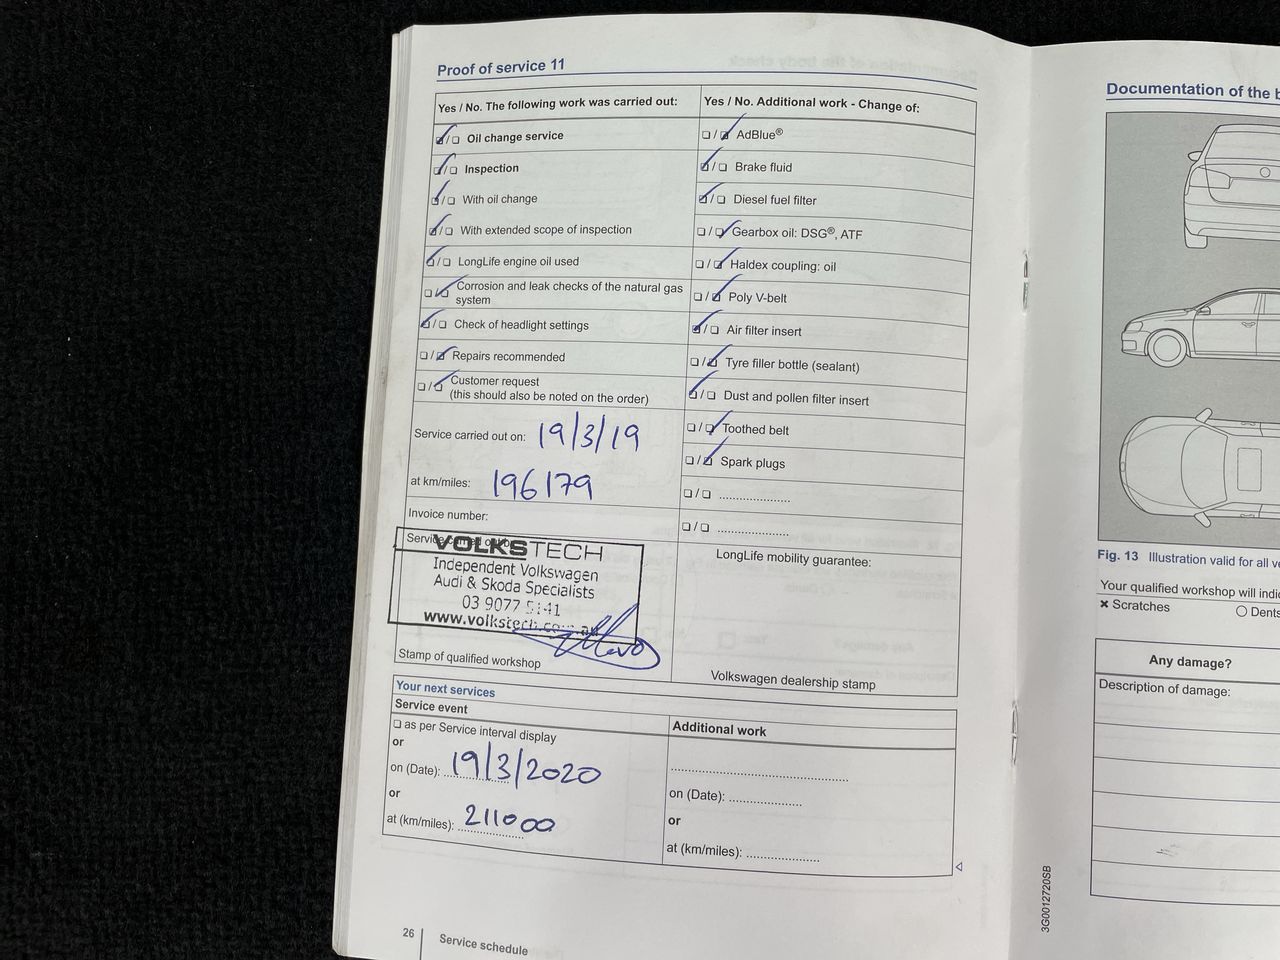 Proof of service 11
Yes / No. The following work was carried out:
☑/☐ Oil change service
☑/☐ Inspection
☑/☐ With oil change
☑/☐ With extended scope of inspection
☑/☐ LongLife engine oil used
☐/☑ Corrosion and leak checks of the natural gas
system
☑/☐ Check of headlight settings
☐/☑ Repairs recommended
☐/☑ Customer request
(this should also be noted on the order)
Service carried out on: 19/3/19
at km/miles: 196179
Invoice number:
Service carried out by:
VOLKSTECH
Independent Volkswagen
Audi & Skoda Specialists
03 9077 5141
www.volkstech.com.au
Stamp of qualified workshop
Yes / No. Additional work - Change of:
☐/☑ AdBlue®
☑/☐ Brake fluid
☑/☐ Diesel fuel filter
☐/☑ Gearbox oil: DSG®, ATF
☐/☑ Haldex coupling: oil
☐/☑ Poly V-belt
☑/☐ Air filter insert
☐/☑ Tyre filler bottle (sealant)
☑/☐ Dust and pollen filter insert
☐/☑ Toothed belt
☐/☑ Spark plugs
☐/☐ ....................
☐/☐ ....................
LongLife mobility guarantee:
Volkswagen dealership stamp
Your next services
Service event
☐ as per Service interval display
or
on (Date): 19/3/2020
or
at (km/miles): 211000
Additional work
on (Date): ....................
or
at (km/miles): ....................
26 Service schedule
Documentation of the
Fig. 13 Illustration valid for all
Your qualified workshop will
× Scratches ○ Dents
Any damage?
Description of damage:
3G0012720SB